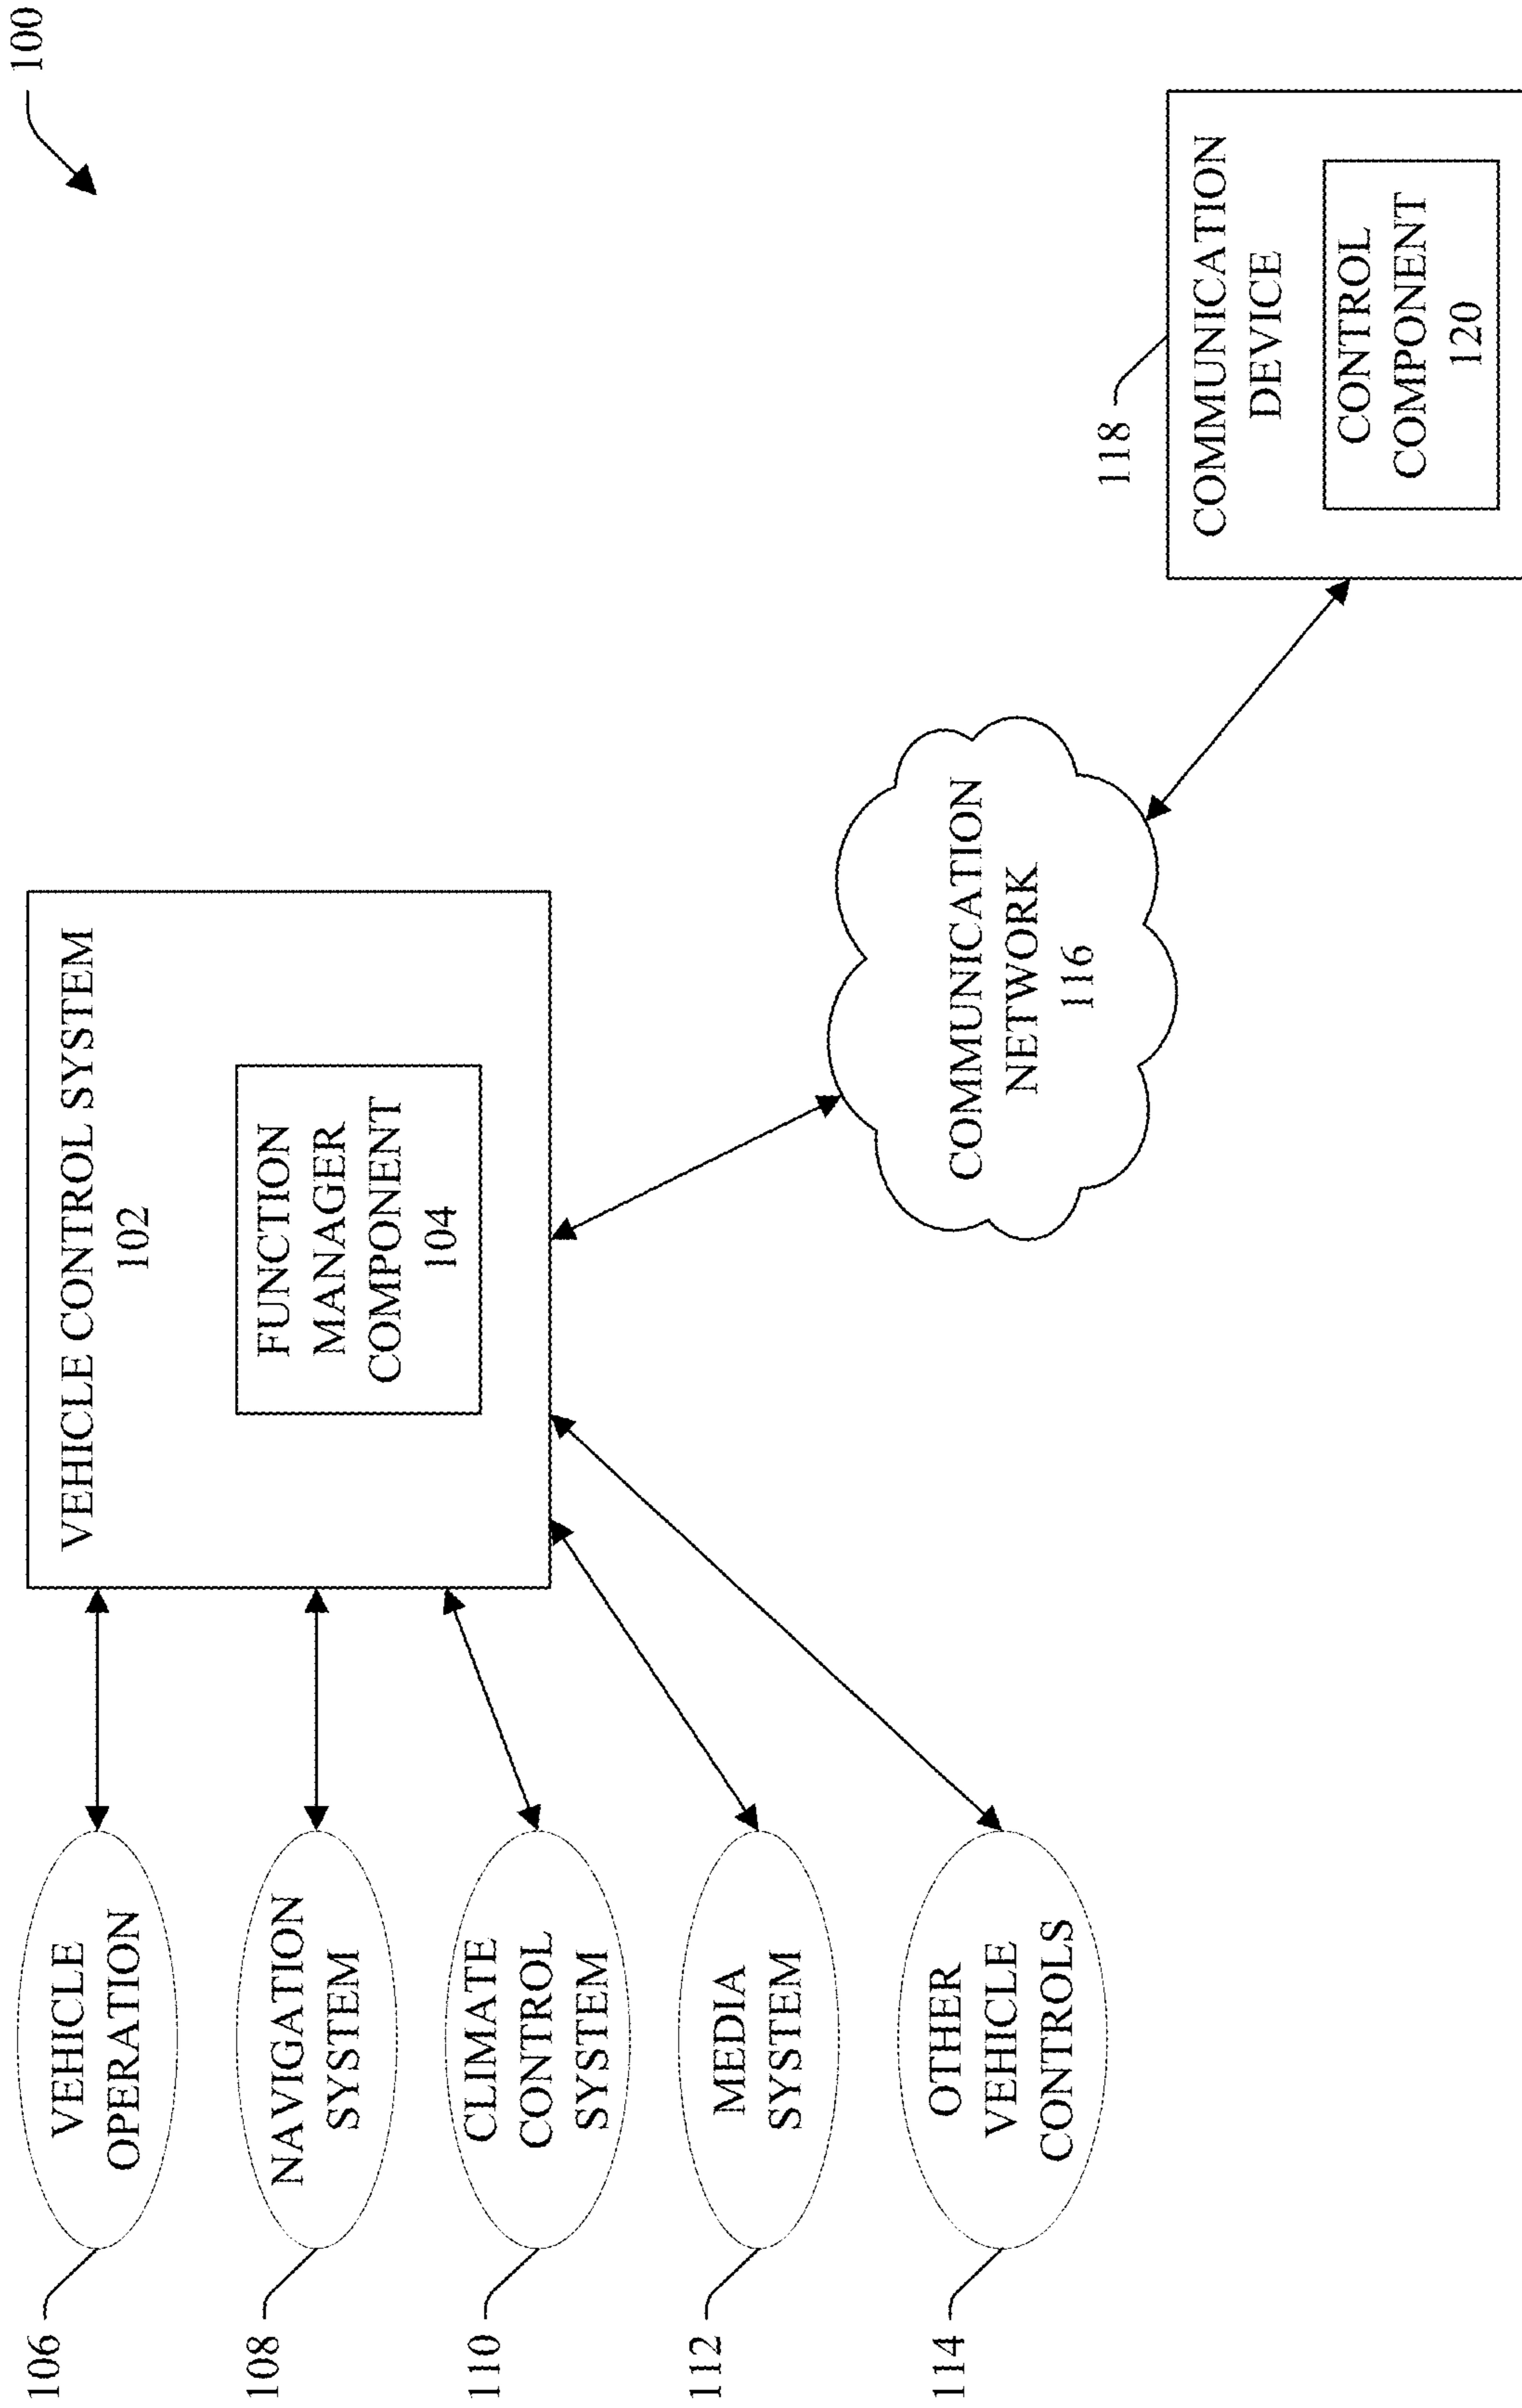 100
VEHICLE CONTROL SYSTEM
102
FUNCTION
MANAGER
COMPONENT
104
106
VEHICLE
OPERATION
108
NAVIGATION
SYSTEM
110
CLIMATE
CONTROL
SYSTEM
112
MEDIA
SYSTEM
114
OTHER
VEHICLE
CONTROLS
COMMUNICATION
NETWORK
116
118
COMMUNICATION
DEVICE
CONTROL
COMPONENT
120